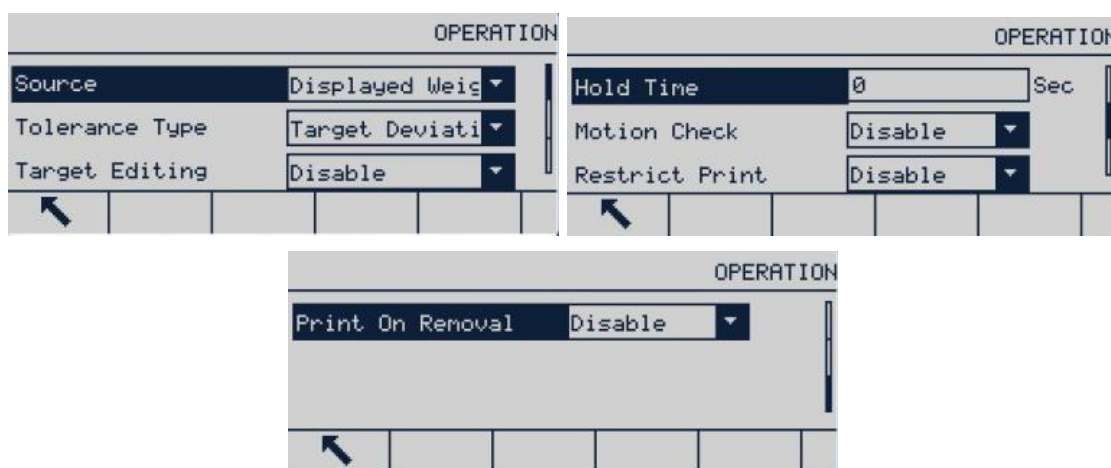 OPERATION
Source Displayed Weig
Tolerance Type Target Deviati
Target Editing Disable
OPERATION
Hold Time 0 Sec
Motion Check Disable
Restrict Print Disable
OPERATION
Print On Removal Disable